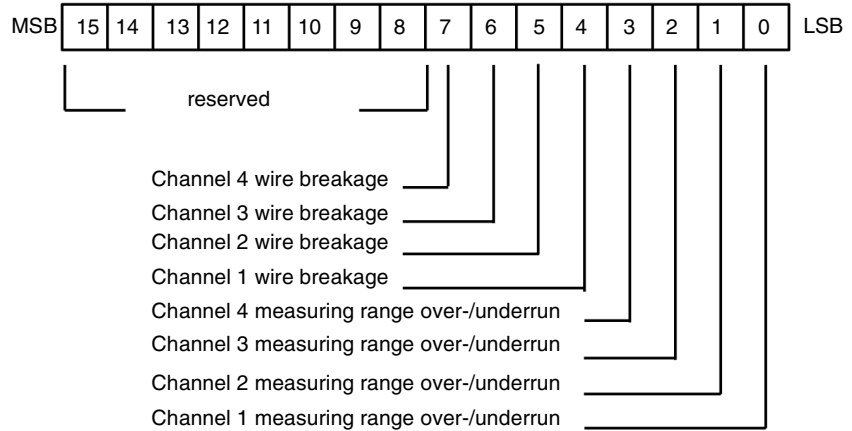 MSB 15 14 13 12 11 10 9 8 7 6 5 4 3 2 1 0 LSB
reserved
Channel 4 wire breakage
Channel 3 wire breakage
Channel 2 wire breakage
Channel 1 wire breakage
Channel 4 measuring range over-/underrun
Channel 3 measuring range over-/underrun
Channel 2 measuring range over-/underrun
Channel 1 measuring range over-/underrun